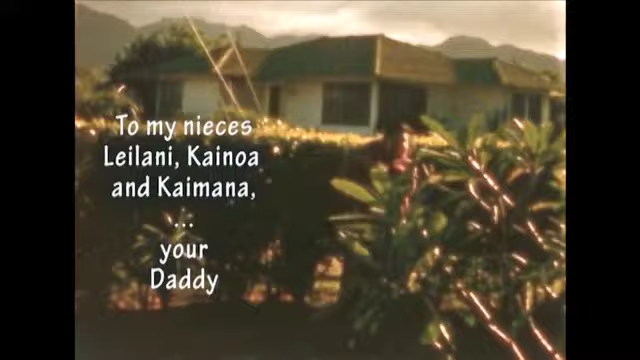 To my nieces
Leilani, Kainoa
and Kaimana,
...
your
Daddy